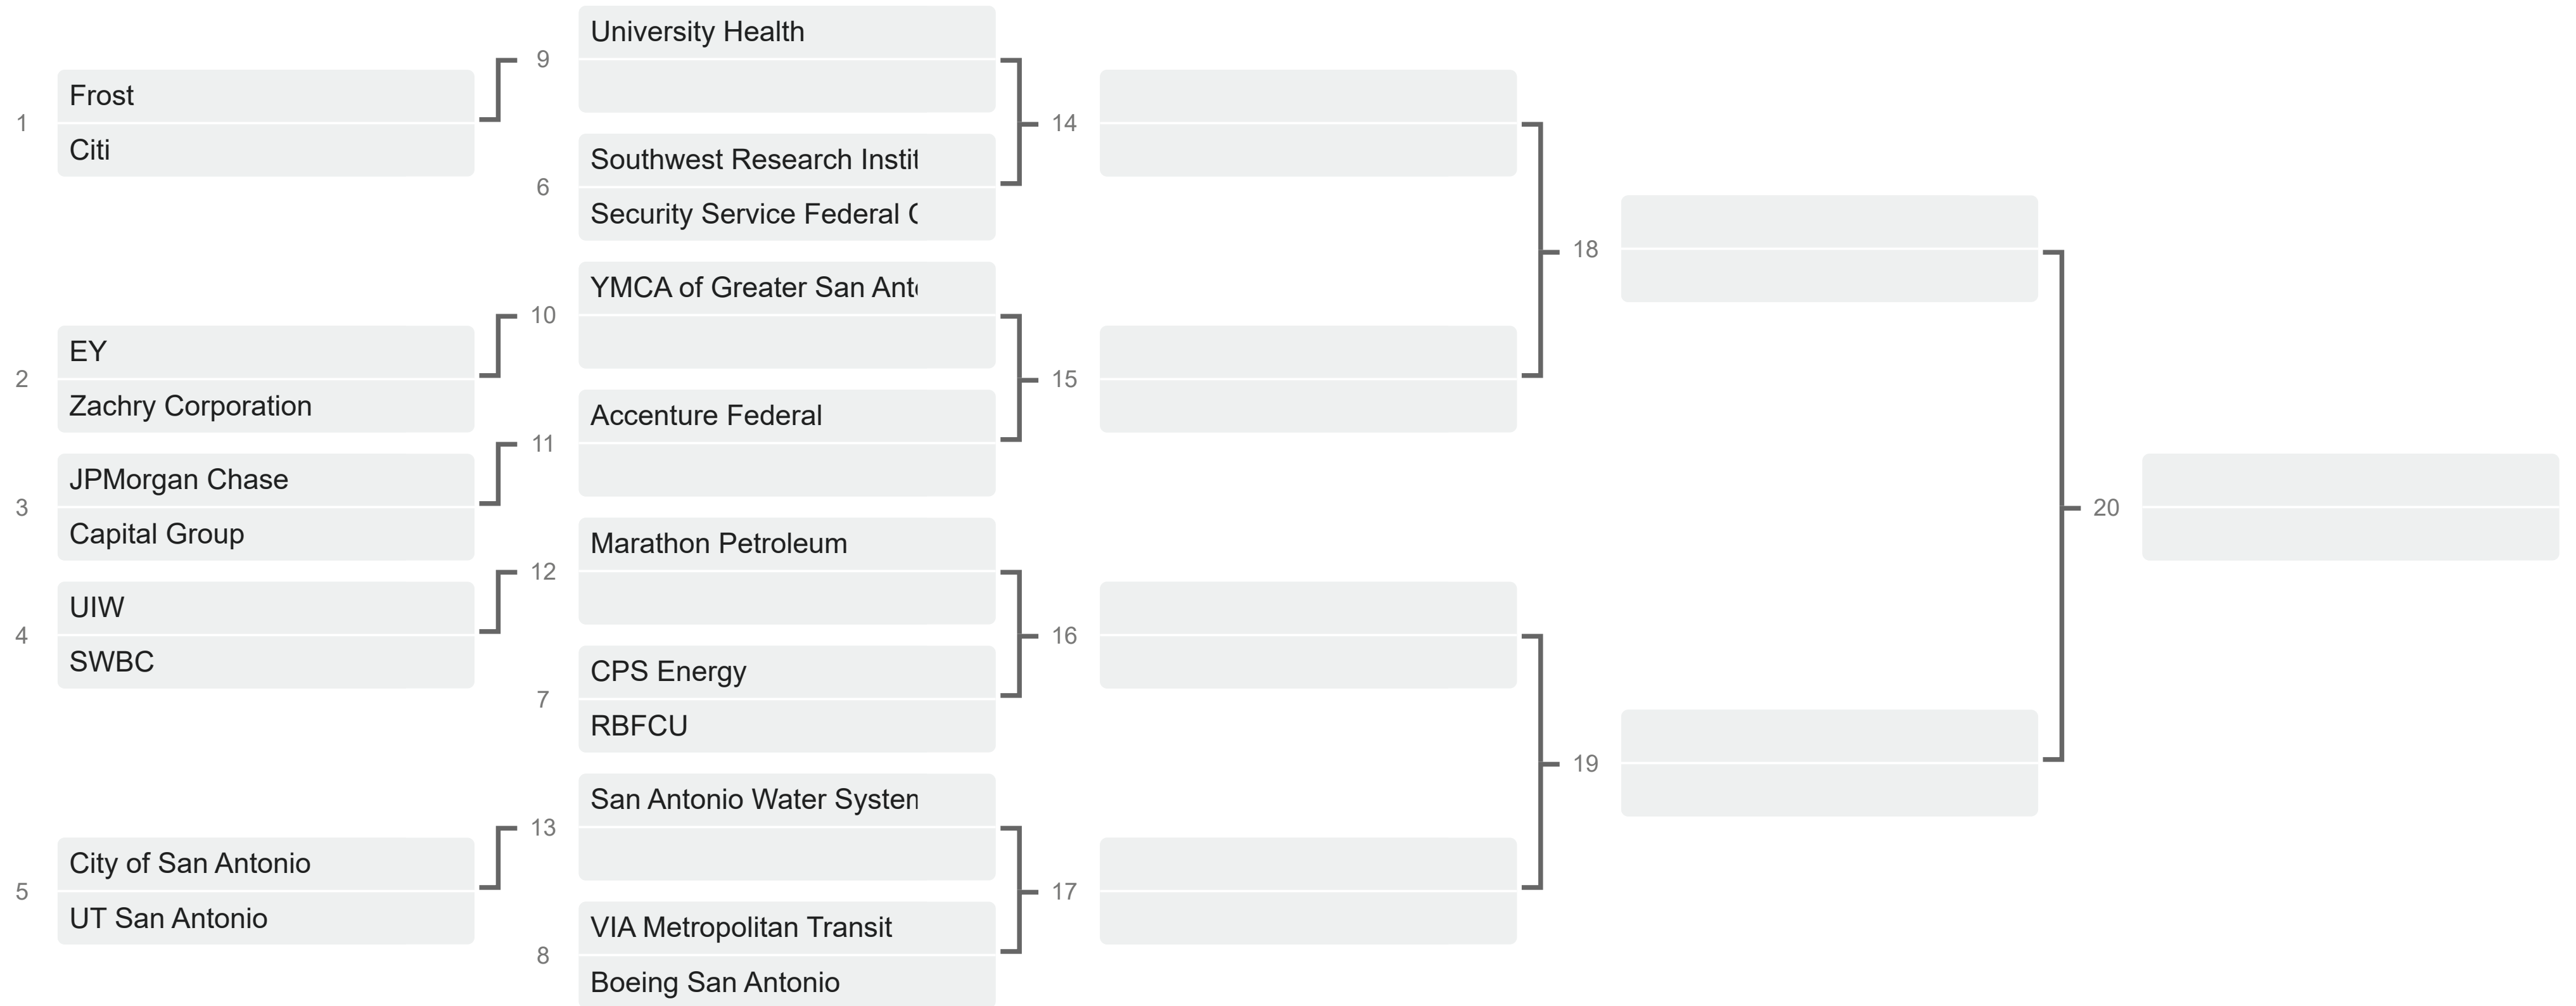 1
Frost
Citi
2
EY
Zachry Corporation
3
JPMorgan Chase
Capital Group
4
UIW
SWBC
5
City of San Antonio
UT San Antonio
9
University Health
6
Southwest Research Instit
Security Service Federal
10
YMCA of Greater San
11
Accenture Federal
12
Marathon Petroleum
7
CPS Energy
RBFCU
13
San Antonio Water
8
VIA Metropolitan Transit
Boeing San Antonio
14
15
16
17
18
19
20